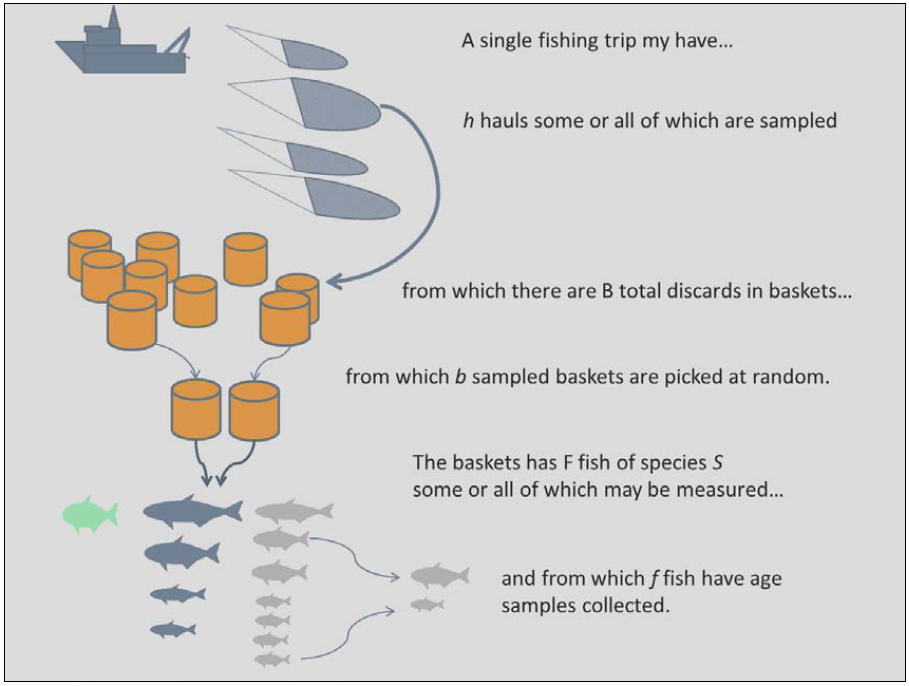 A single fishing trip my have...
h hauls some or all of which are sampled
from which there are B total discards in baskets...
from which b sampled baskets are picked at random.
The baskets has F fish of species S
some or all of which may be measured...
and from which f fish have age
samples collected.